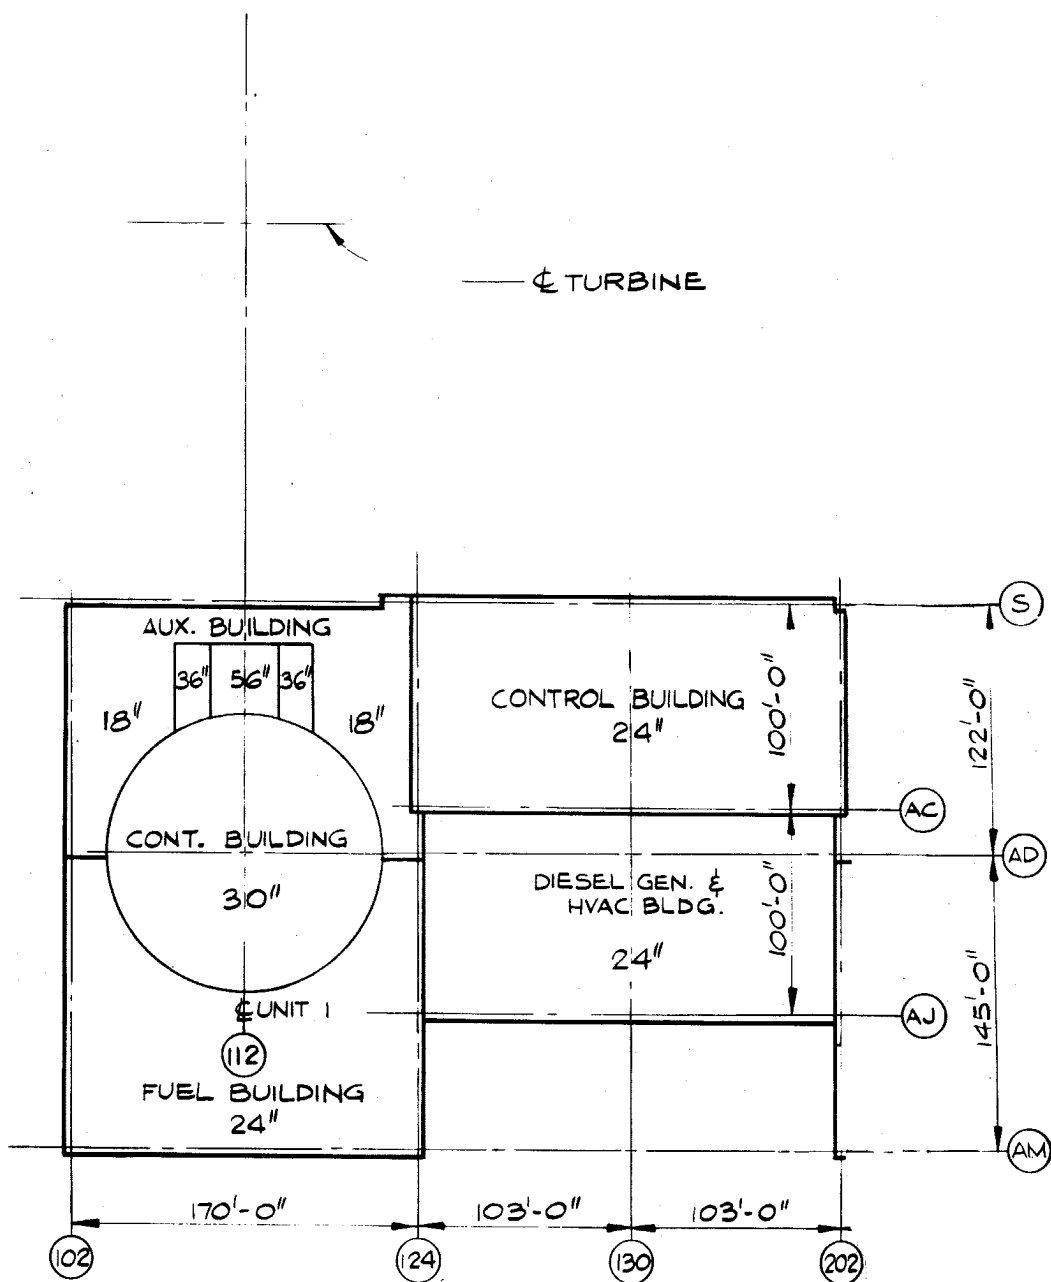 ℄ TURBINE
S
AUX. BUILDING
36" 56" 36"
18" 18"
CONTROL BUILDING
24"
100'-0"
122'-0"
AC
CONT. BUILDING
30"
AD
DIESEL GEN. &
HVAC BLDG.
24"
100'-0"
145'-0"
℄ UNIT 1
AJ
112
FUEL BUILDING
24"
AM
170'-0" 103'-0" 103'-0"
102 124 130 202